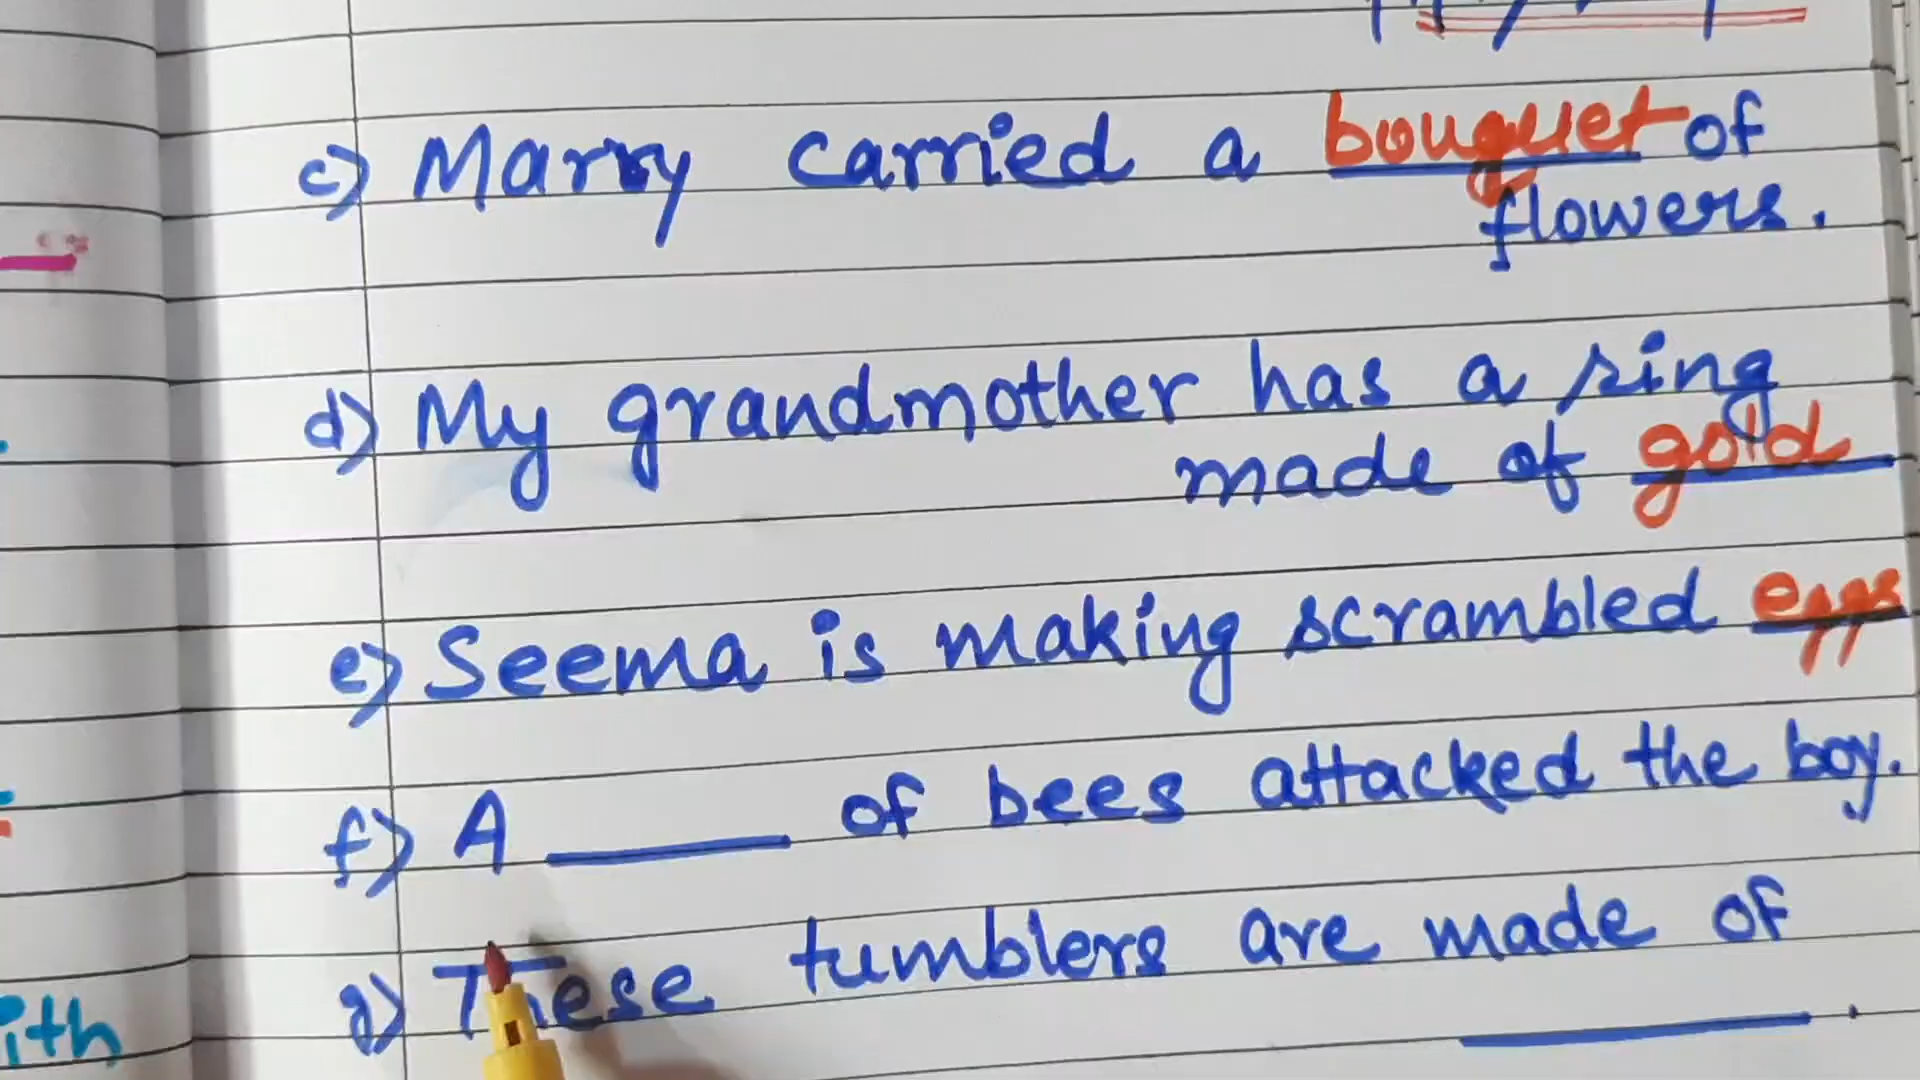 c) Marry carried a bouquet of
flowers.
d) My grandmother has a ring
made of gold
e) Seema is making scrambled eggs
f) A ______ of bees attacked the boy.
g) These tumblers are made of
______.
ith